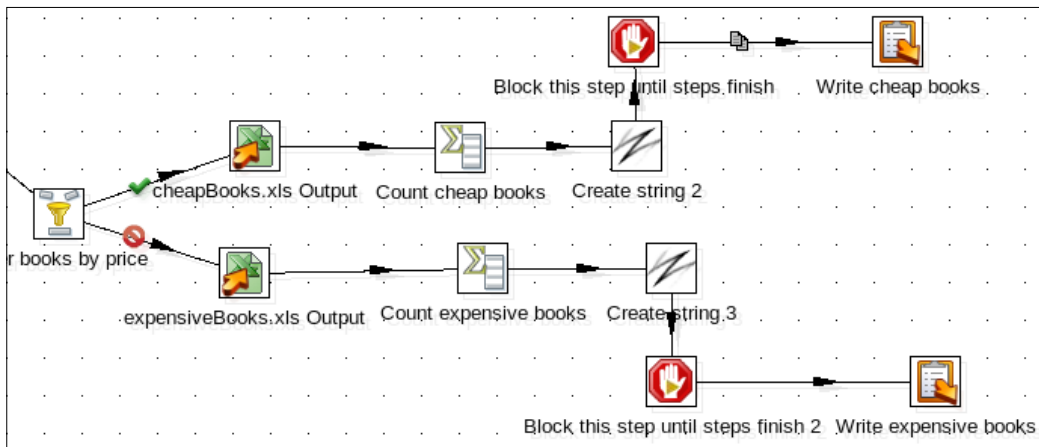 Block this step until steps finish
Write cheap books
cheapBooks.xls Output
Count cheap books
Create string 2
er books by price
expensiveBooks.xls Output
Count expensive books
Create string 3
Block this step until steps finish 2
Write expensive books